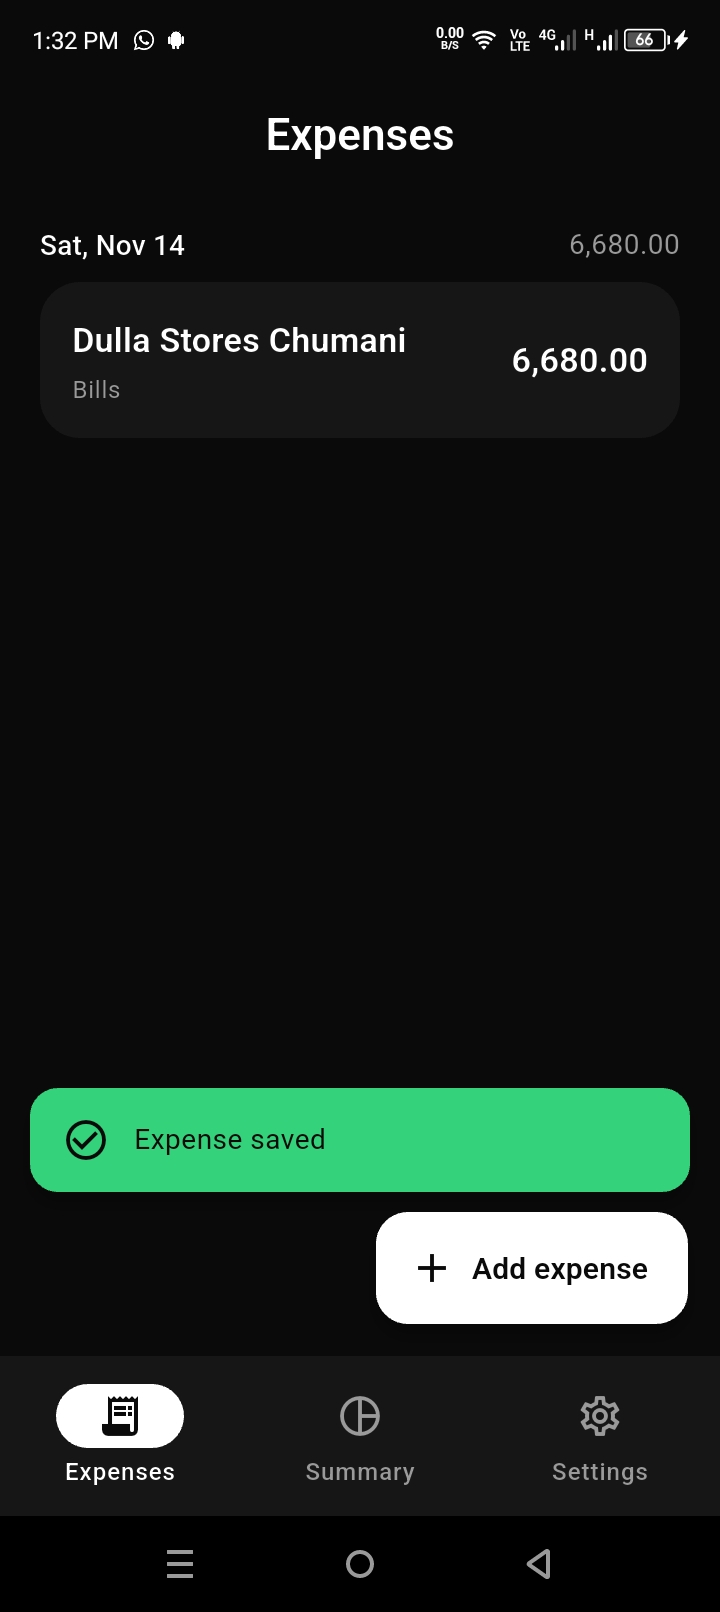 1:32 PM
0.00
B/S
Vo
LTE
4G
H
66
Expenses
Sat, Nov 14
6,680.00
Dulla Stores Chumani
6,680.00
Bills
Expense saved
Add expense
Expenses
Summary
Settings